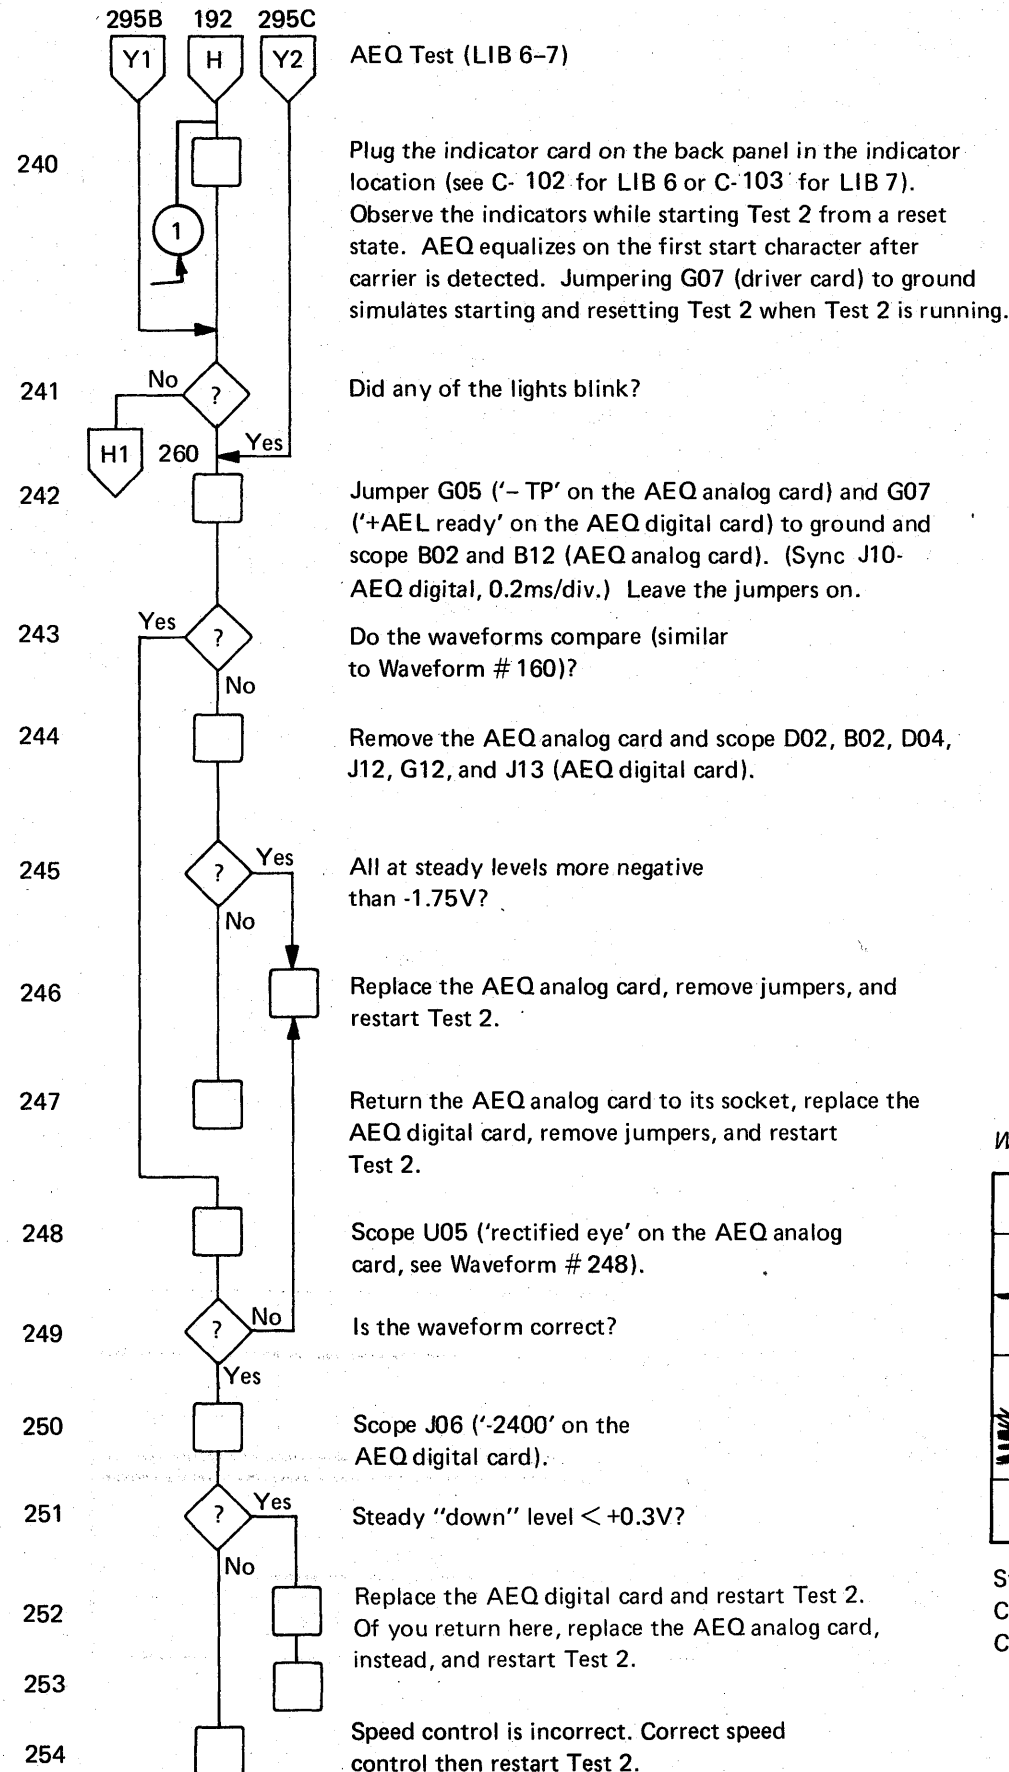 295B 192 295C
Y1 H Y2 AEQ Test (LIB 6–7)
240 Plug the indicator card on the back panel in the indicator
location (see C- 102 for LIB 6 or C-103 for LIB 7).
1 Observe the indicators while starting Test 2 from a reset
state. AEQ equalizes on the first start character after
carrier is detected. Jumpering G07 (driver card) to ground
simulates starting and resetting Test 2 when Test 2 is running.
241 No ? Did any of the lights blink?
H1 260 Yes
242 Jumper G05 ('– TP' on the AEQ analog card) and G07
('+AEL ready' on the AEQ digital card) to ground and
scope B02 and B12 (AEQ analog card). (Sync J10-
AEQ digital, 0.2ms/div.) Leave the jumpers on.
243 Yes ? Do the waveforms compare (similar
to Waveform # 160)?
No
244 Remove the AEQ analog card and scope D02, B02, D04,
J12, G12, and J13 (AEQ digital card).
245 ? Yes All at steady levels more negative
than -1.75V?
No
246 Replace the AEQ analog card, remove jumpers, and
restart Test 2.
247 Return the AEQ analog card to its socket, replace the
AEQ digital card, remove jumpers, and restart
Test 2.
248 Scope U05 ('rectified eye' on the AEQ analog
card, see Waveform # 248).
249 ? No Is the waveform correct?
Yes
250 Scope J06 ('-2400' on the
AEQ digital card).
251 ? Yes Steady "down" level < +0.3V?
No
252 Replace the AEQ digital card and restart Test 2.
Of you return here, replace the AEQ analog card,
instead, and restart Test 2.
253
254 Speed control is incorrect. Correct speed
control then restart Test 2.
C
C